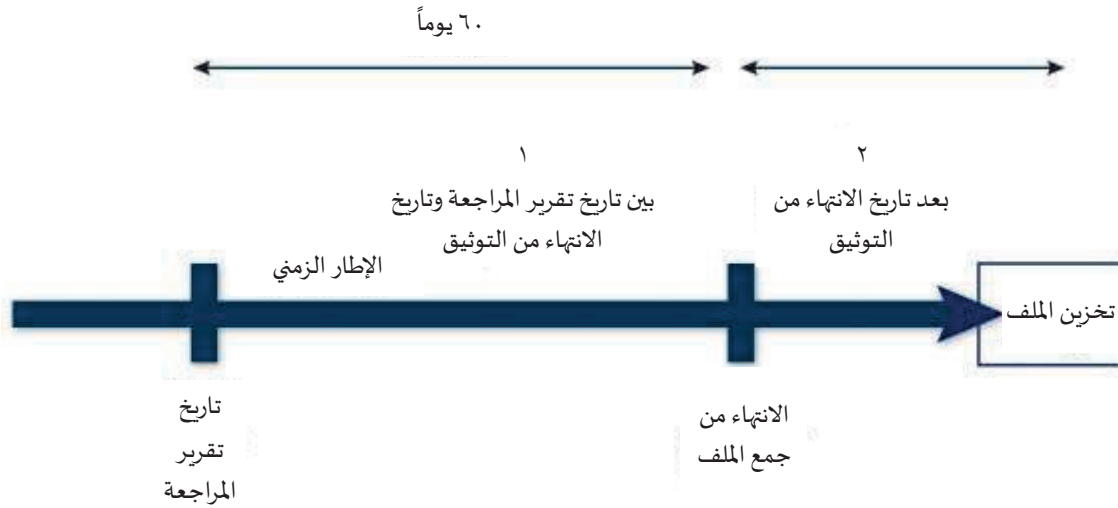 ٦٠ يوماً
١
بين تاريخ تقرير المراجعة وتاريخ
الانتهاء من التوثيق
٢
بعد تاريخ الانتهاء من
التوثيق
الإطار الزمني
تخزين الملف
تاريخ
تقرير
المراجعة
الانتهاء من
جمع الملف